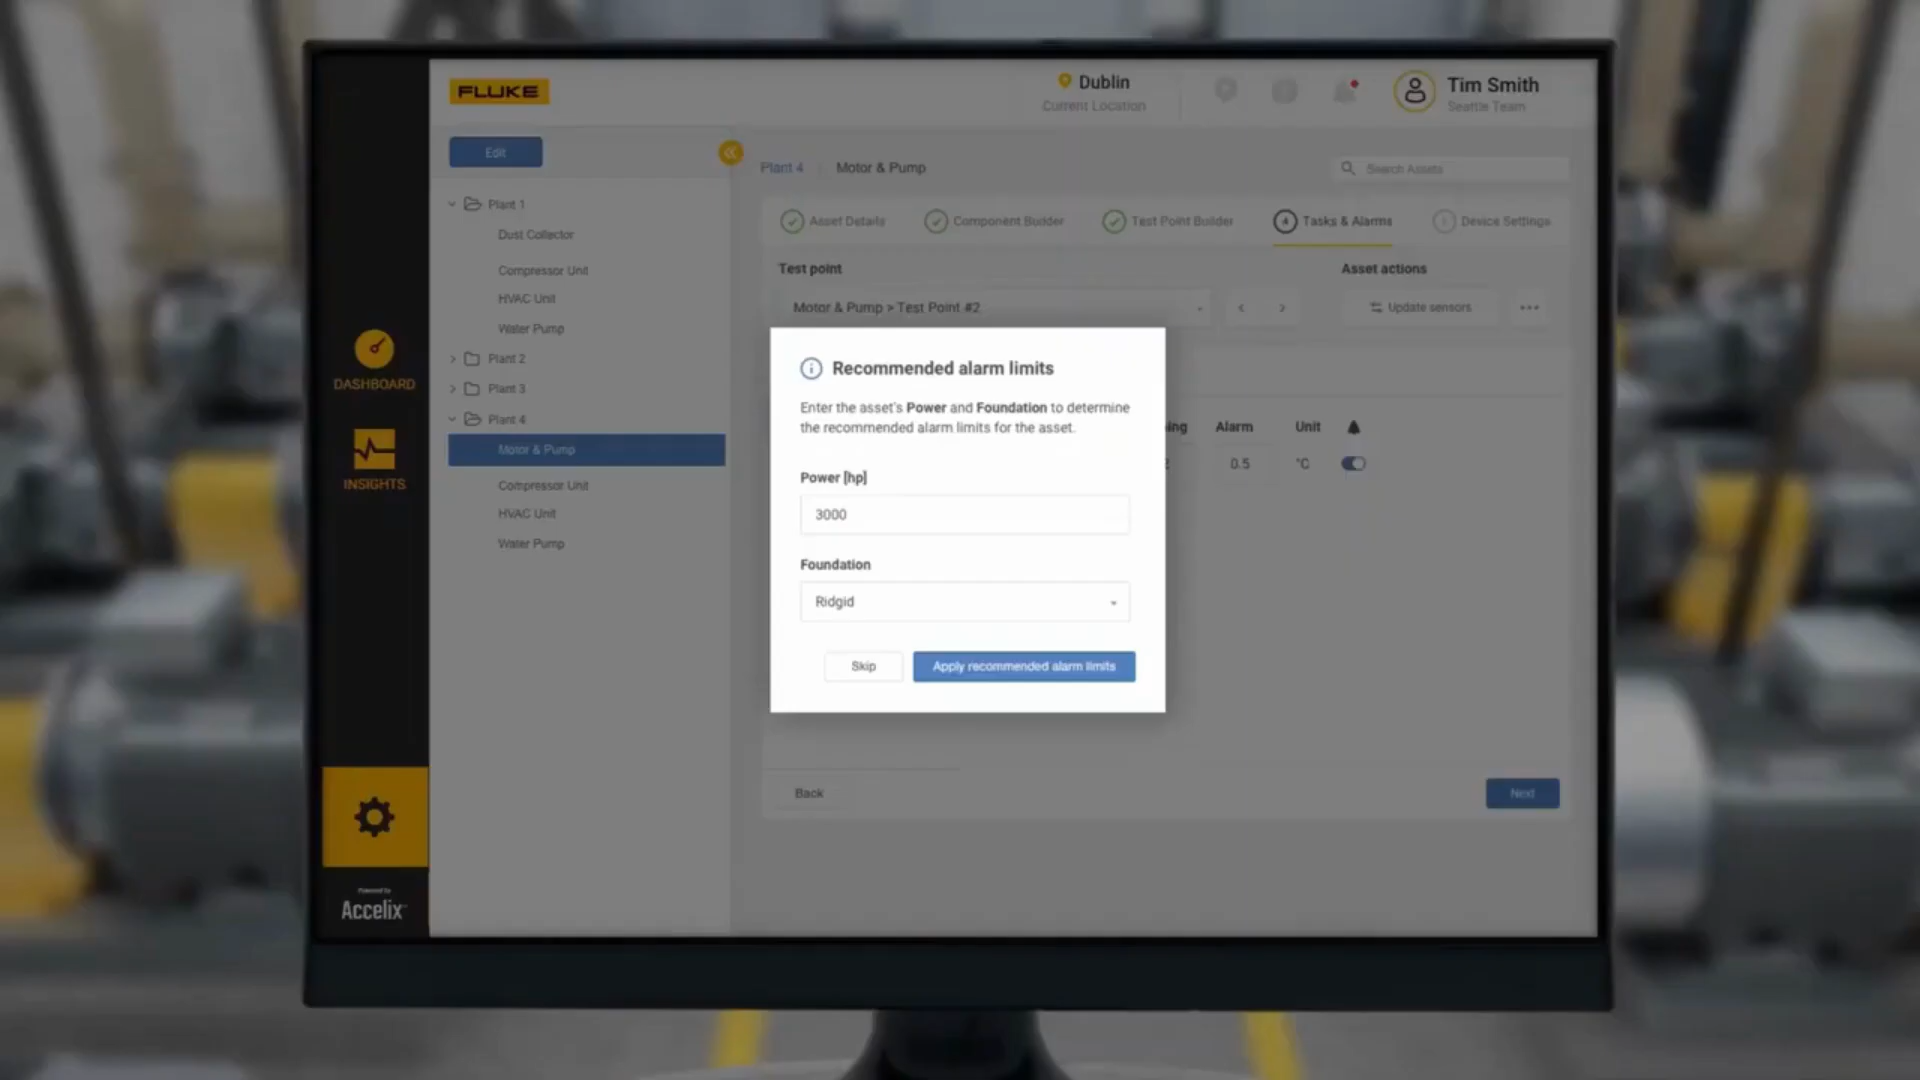 FLUKE
Dublin
Current Location
Tim Smith
Seattle Team
Edit
Plant 4
Motor & Pump
Search Assets
Plant 1
Dust Collector
Compressor Unit
HVAC Unit
Water Pump
Plant 2
Plant 3
Plant 4
Motor & Pump
Compressor Unit
HVAC Unit
Water Pump
DASHBOARD
INSIGHTS
Powered by
Accelix
Asset Details
Component Builder
Test Point Builder
4 Tasks & Alarms
Device Settings
Test point
Asset actions
Motor & Pump > Test Point #2
Update sensors
Recommended alarm limits
Enter the asset's Power and Foundation to determine
the recommended alarm limits for the asset.
Power [hp]
3000
Foundation
Ridgid
Skip
Apply recommended alarm limits
ing Alarm Unit
0.5 °C
Back
Next